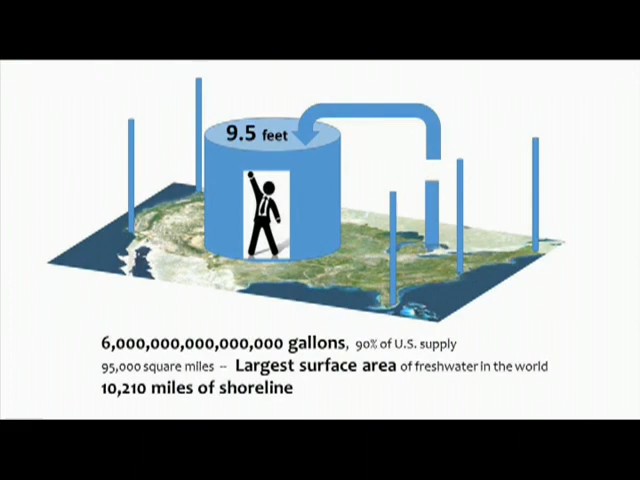 9.5 feet
6,000,000,000,000,000 gallons, 90% of U.S. supply
95,000 square miles -- Largest surface area of freshwater in the world
10,210 miles of shoreline